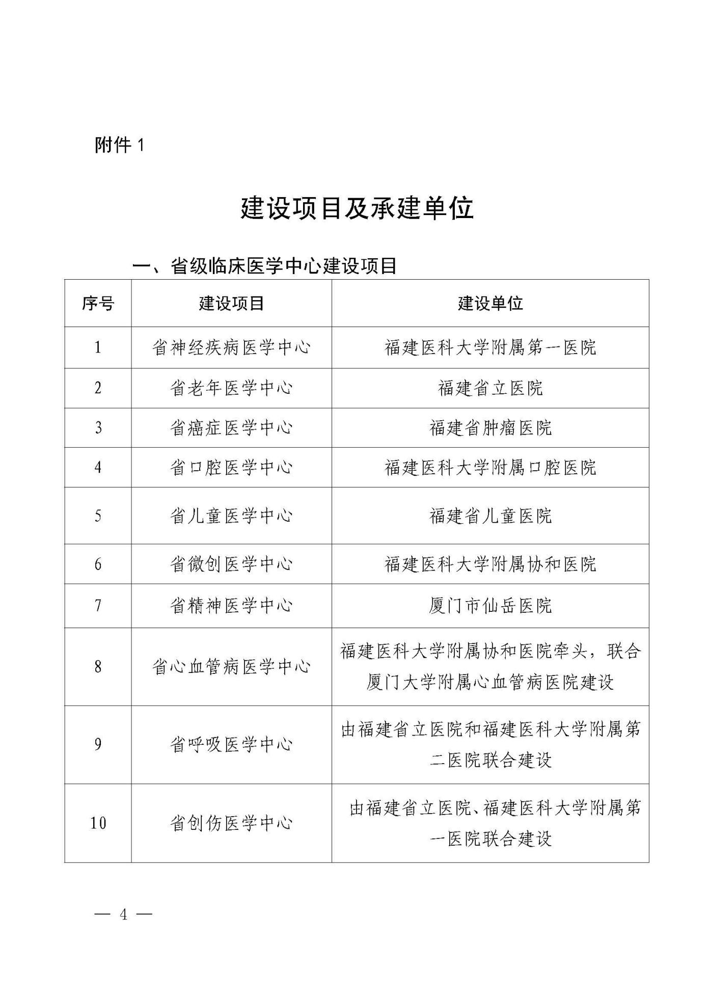 附件 1
建设项目及承建单位
一、省级临床医学中心建设项目
序号 建设项目 建设单位
1 省神经疾病医学中心 福建医科大学附属第一医院
2 省老年医学中心 福建省立医院
3 省癌症医学中心 福建省肿瘤医院
4 省口腔医学中心 福建医科大学附属口腔医院
5 省儿童医学中心 福建省儿童医院
6 省微创医学中心 福建医科大学附属协和医院
7 省精神医学中心 厦门市仙岳医院
8 省心血管病医学中心 福建医科大学附属协和医院牵头，联合
厦门大学附属心血管病医院建设
9 省呼吸医学中心 由福建省立医院和福建医科大学附属第
二医院联合建设
10 省创伤医学中心 由福建省立医院、福建医科大学附属第
一医院联合建设
— 4 —